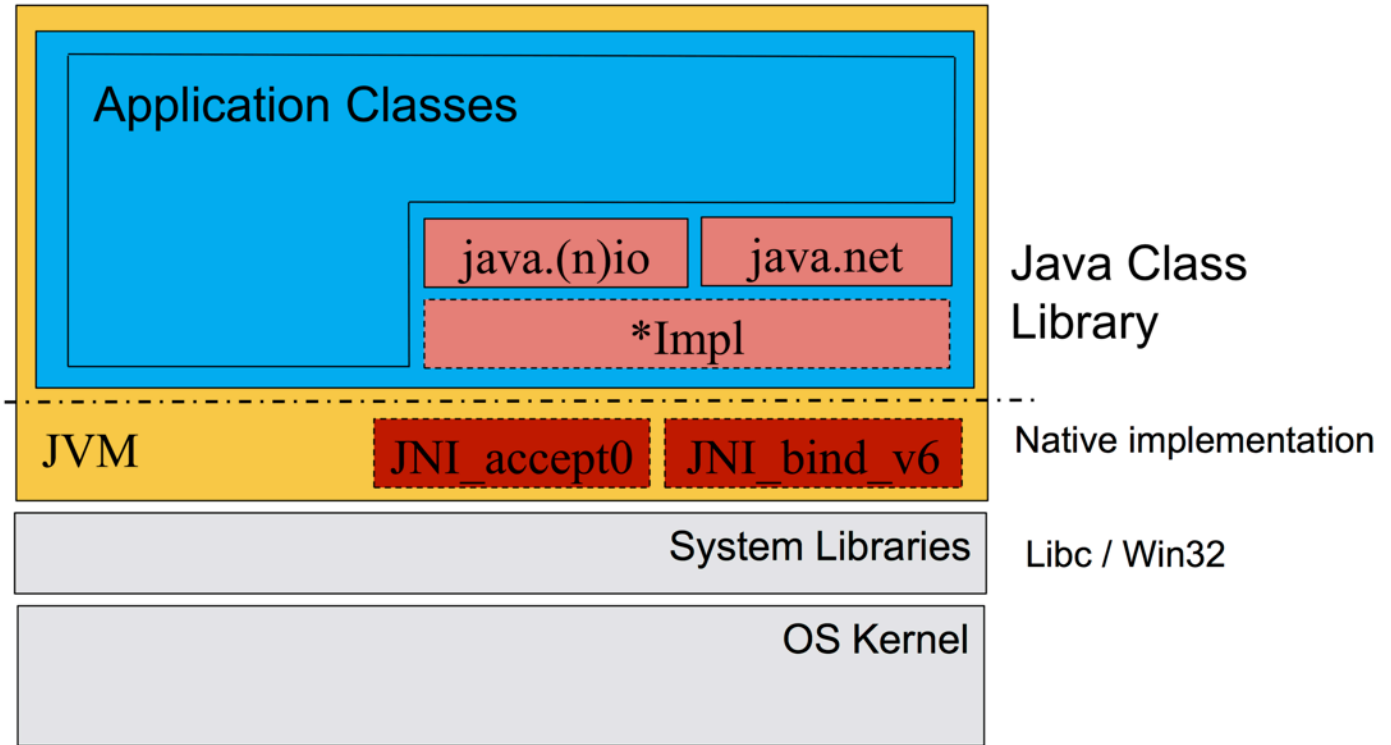 Application Classes
java.(n)io
java.net
*Impl
Java Class
Library
JVM
JNI_accept0
JNI_bind_v6
Native implementation
System Libraries
Libc / Win32
OS Kernel